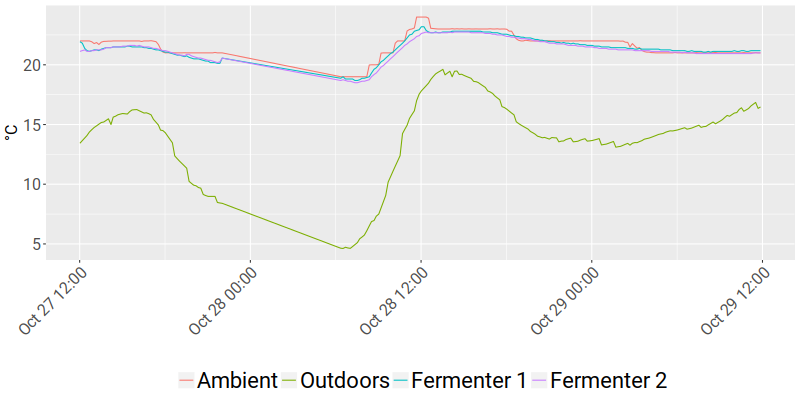 °C
20
15
10
5
Oct 27 12:00
Oct 28 00:00
Oct 28 12:00
Oct 29 00:00
Oct 29 12:00
Ambient Outdoors Fermenter 1 Fermenter 2